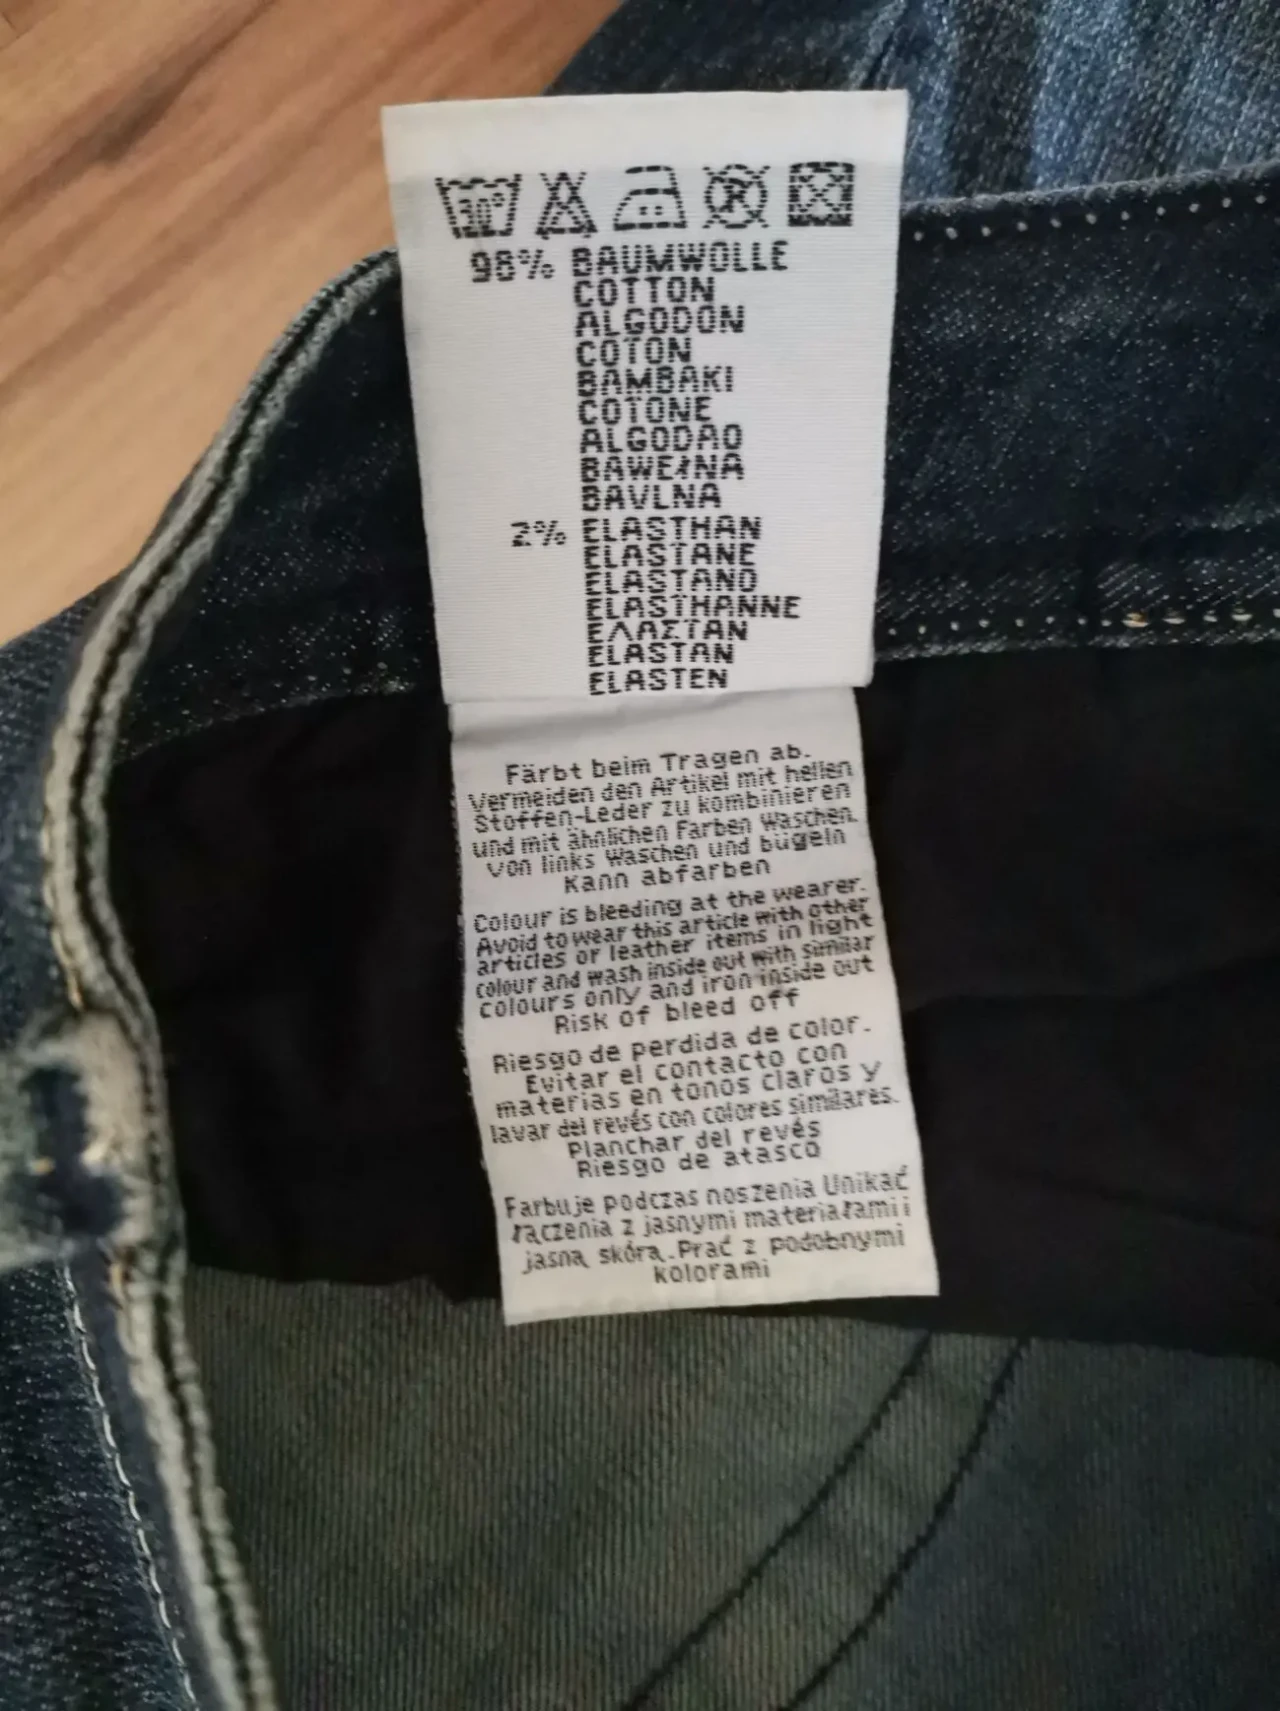 30°
98% BAUMWOLLE
COTTON
ALGODON
COTON
BAMBAKI
COTONE
ALGODAO
BAWEŁNA
BAVLNA
2% ELASTHAN
ELASTANE
ELASTANO
ELASTHANNE
ΕΛΑΣΤΑΝ
ELASTAN
ELASTEN
Färbt beim Tragen ab.
Vermeiden den Artikel mit hellen
Stoffen-Leder zu kombinieren
und mit ähnlichen Farben Waschen.
Von links Waschen und bügeln
Kann abfarben
Colour is bleeding at the wearer.
Avoid to wear this article with other
articles or leather items in light
colour and wash inside out with similar
colours only and iron inside out
Risk of bleed off
Riesgo de perdida de color.
Evitar el contacto con
materias en tonos claros y
lavar del revés con colores similares.
Planchar del revés
Riesgo de atasco
Farbuje podczas noszenia Unikać
łączenia z jasnymi materiałami i
jasną skórą. Prać z podobnymi
kolorami